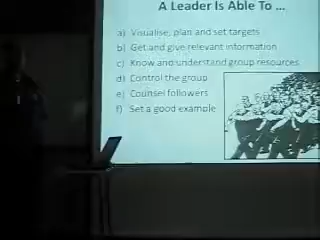 A Leader Is Able To ...
a) Visualise, plan and set targets
b) Get and give relevant information
c) Know and understand group resources
d) Control the group
e) Counsel followers
f) Set a good example